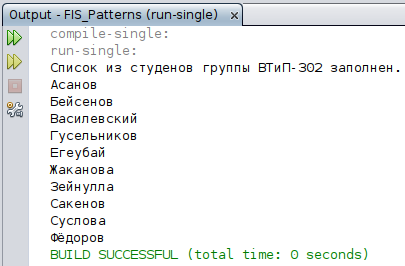 Output - FIS_Patterns (run-single) x
compile-single:
run-single:
Список из студенов группы ВТиП-302 заполнен.
Асанов
Бейсенов
Василевский
Гусельников
Егеубай
Жаканова
Зейнулла
Сакенов
Суслова
Фёдоров
BUILD SUCCESSFUL (total time: 0 seconds)